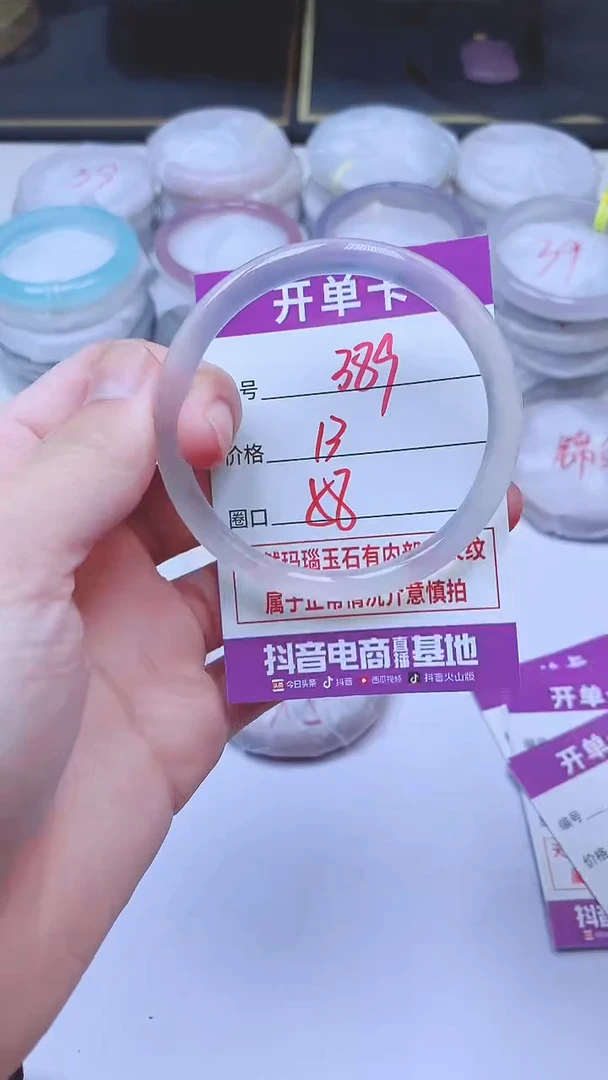 39
39
开单卡
号 389
价格 13
圈口 58
玛瑙玉石有内部 纹
属于正常情况介意慎拍
抖音电商直播基地
今日头条 抖音 西瓜视频 抖音火山版
开单
开单
编号
价格